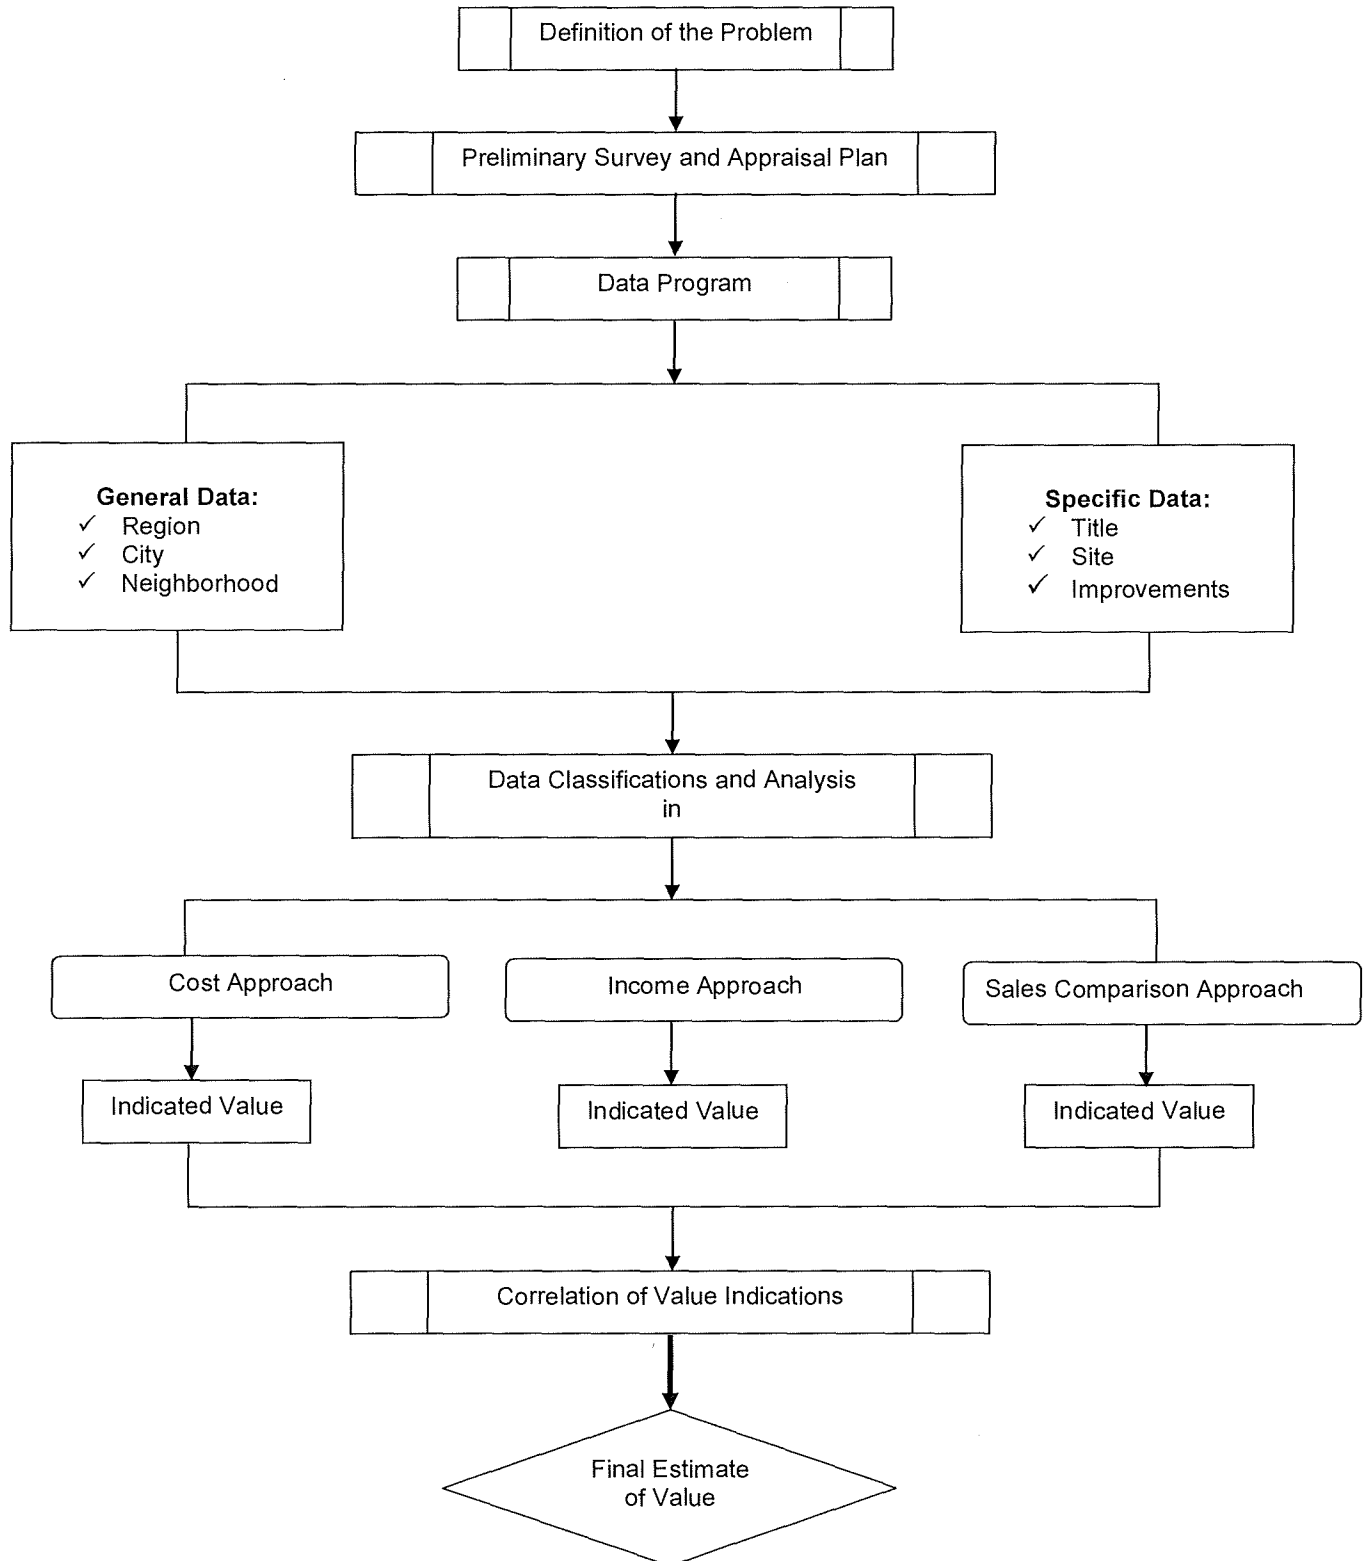 Definition of the Problem
Preliminary Survey and Appraisal Plan
Data Program
General Data:
✓ Region
✓ City
✓ Neighborhood
Specific Data:
✓ Title
✓ Site
✓ Improvements
Data Classifications and Analysis
in
Cost Approach
Income Approach
Sales Comparison Approach
Indicated Value
Indicated Value
Indicated Value
Correlation of Value Indications
Final Estimate
of Value